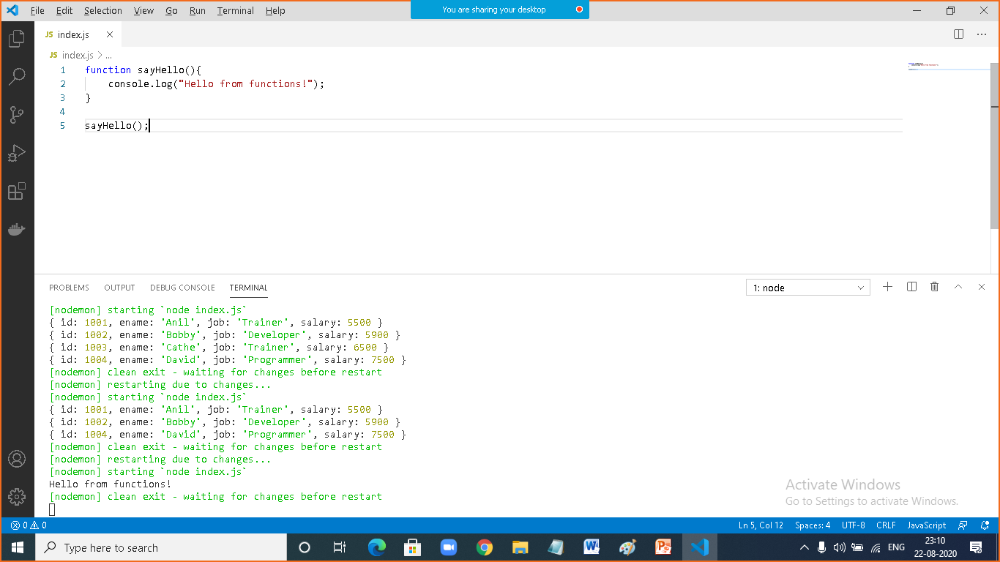 File Edit Selection View Go Run Terminal Help
You are sharing your desktop
JS index.js
JS index.js > ...
1 function sayHello(){
2 console.log("Hello from functions!");
3 }
4
5 sayHello();
PROBLEMS OUTPUT DEBUG CONSOLE TERMINAL
1: node
[nodemon] starting `node index.js`
{ id: 1001, ename: 'Anil', job: 'Trainer', salary: 5500 }
{ id: 1002, ename: 'Bobby', job: 'Developer', salary: 5900 }
{ id: 1003, ename: 'Cathe', job: 'Trainer', salary: 6500 }
{ id: 1004, ename: 'David', job: 'Programmer', salary: 7500 }
[nodemon] clean exit - waiting for changes before restart
[nodemon] restarting due to changes...
[nodemon] starting `node index.js`
{ id: 1001, ename: 'Anil', job: 'Trainer', salary: 5500 }
{ id: 1002, ename: 'Bobby', job: 'Developer', salary: 5900 }
{ id: 1004, ename: 'David', job: 'Programmer', salary: 7500 }
[nodemon] clean exit - waiting for changes before restart
[nodemon] restarting due to changes...
[nodemon] starting `node index.js`
Hello from functions!
[nodemon] clean exit - waiting for changes before restart
Activate Windows
Go to Settings to activate Windows.
0 0 Ln 5, Col 12 Spaces: 4 UTF-8 CRLF JavaScript
Type here to search
ENG
23:10
22-08-2020